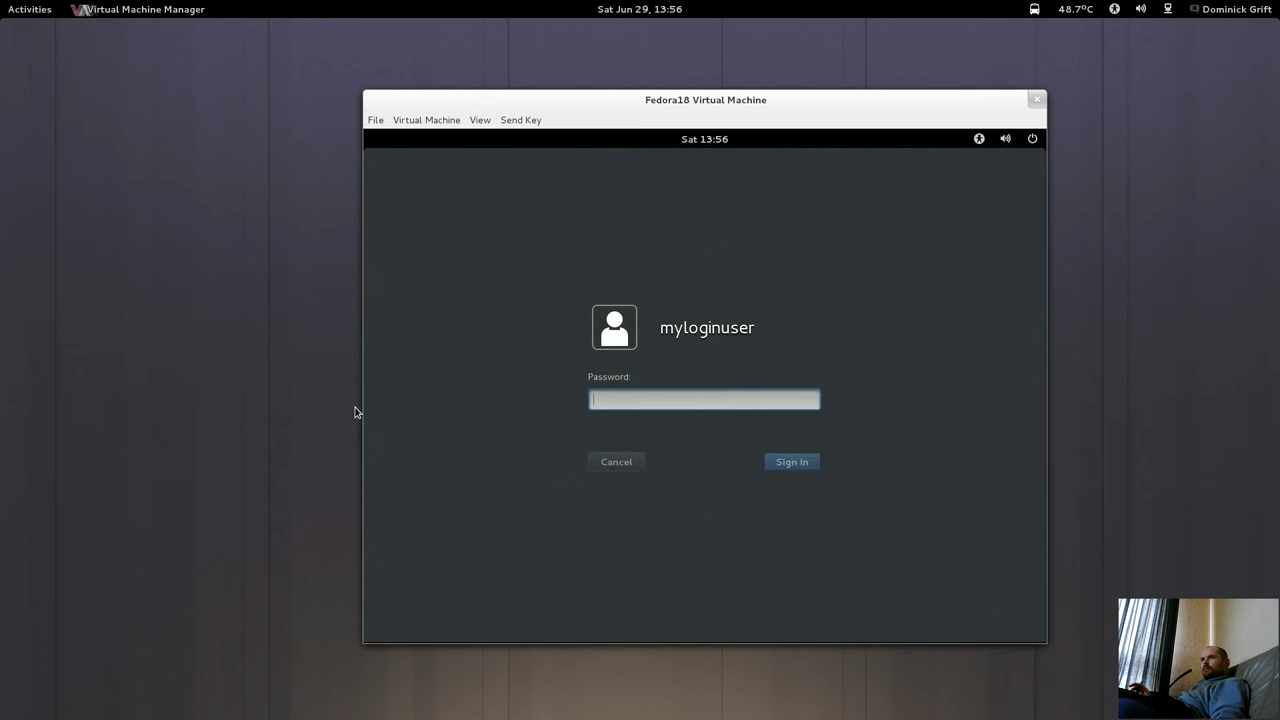 Activities Virtual Machine Manager Sat Jun 29, 13:56 48.7°C Dominick Grift
Fedora18 Virtual Machine
File Virtual Machine View Send Key
Sat 13:56
myloginuser
Password:
Cancel Sign In